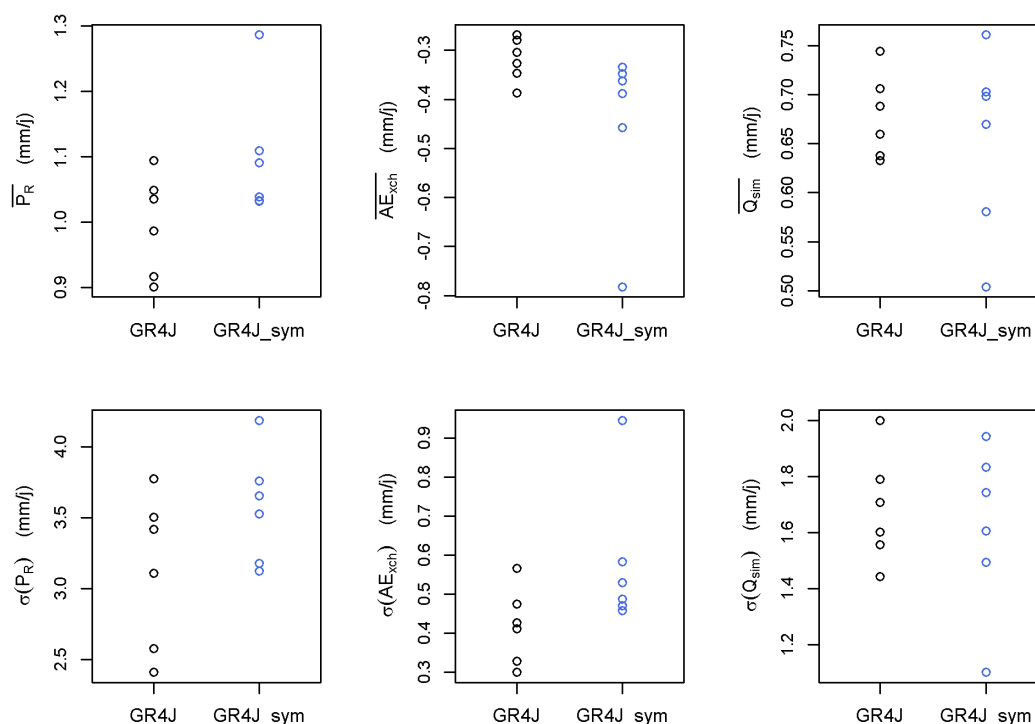 P_R (mm/j)
1.3
1.2
1.1
1.0
0.9
GR4J GR4J_sym
AE_xch (mm/j)
-0.3
-0.4
-0.5
-0.6
-0.7
-0.8
GR4J GR4J_sym
Q_sim (mm/j)
0.75
0.70
0.65
0.60
0.55
0.50
GR4J GR4J_sym
σ(P_R) (mm/j)
4.0
3.5
3.0
2.5
GR4J GR4J_sym
σ(AE_xch) (mm/j)
0.9
0.8
0.7
0.6
0.5
0.4
0.3
GR4J GR4J_sym
σ(Q_sim) (mm/j)
2.0
1.8
1.6
1.4
1.2
GR4J GR4J_sym